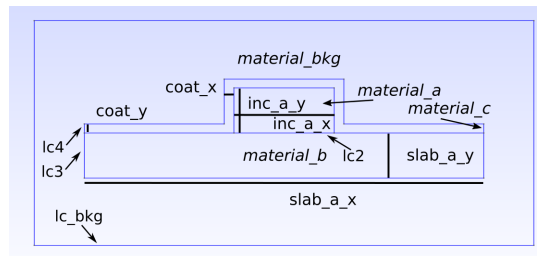 material_bkg
coat_x
material_a
inc_a_y
material_c
coat_y
inc_a_x
lc4
material_b
lc2
slab_a_y
lc3
slab_a_x
lc_bkg